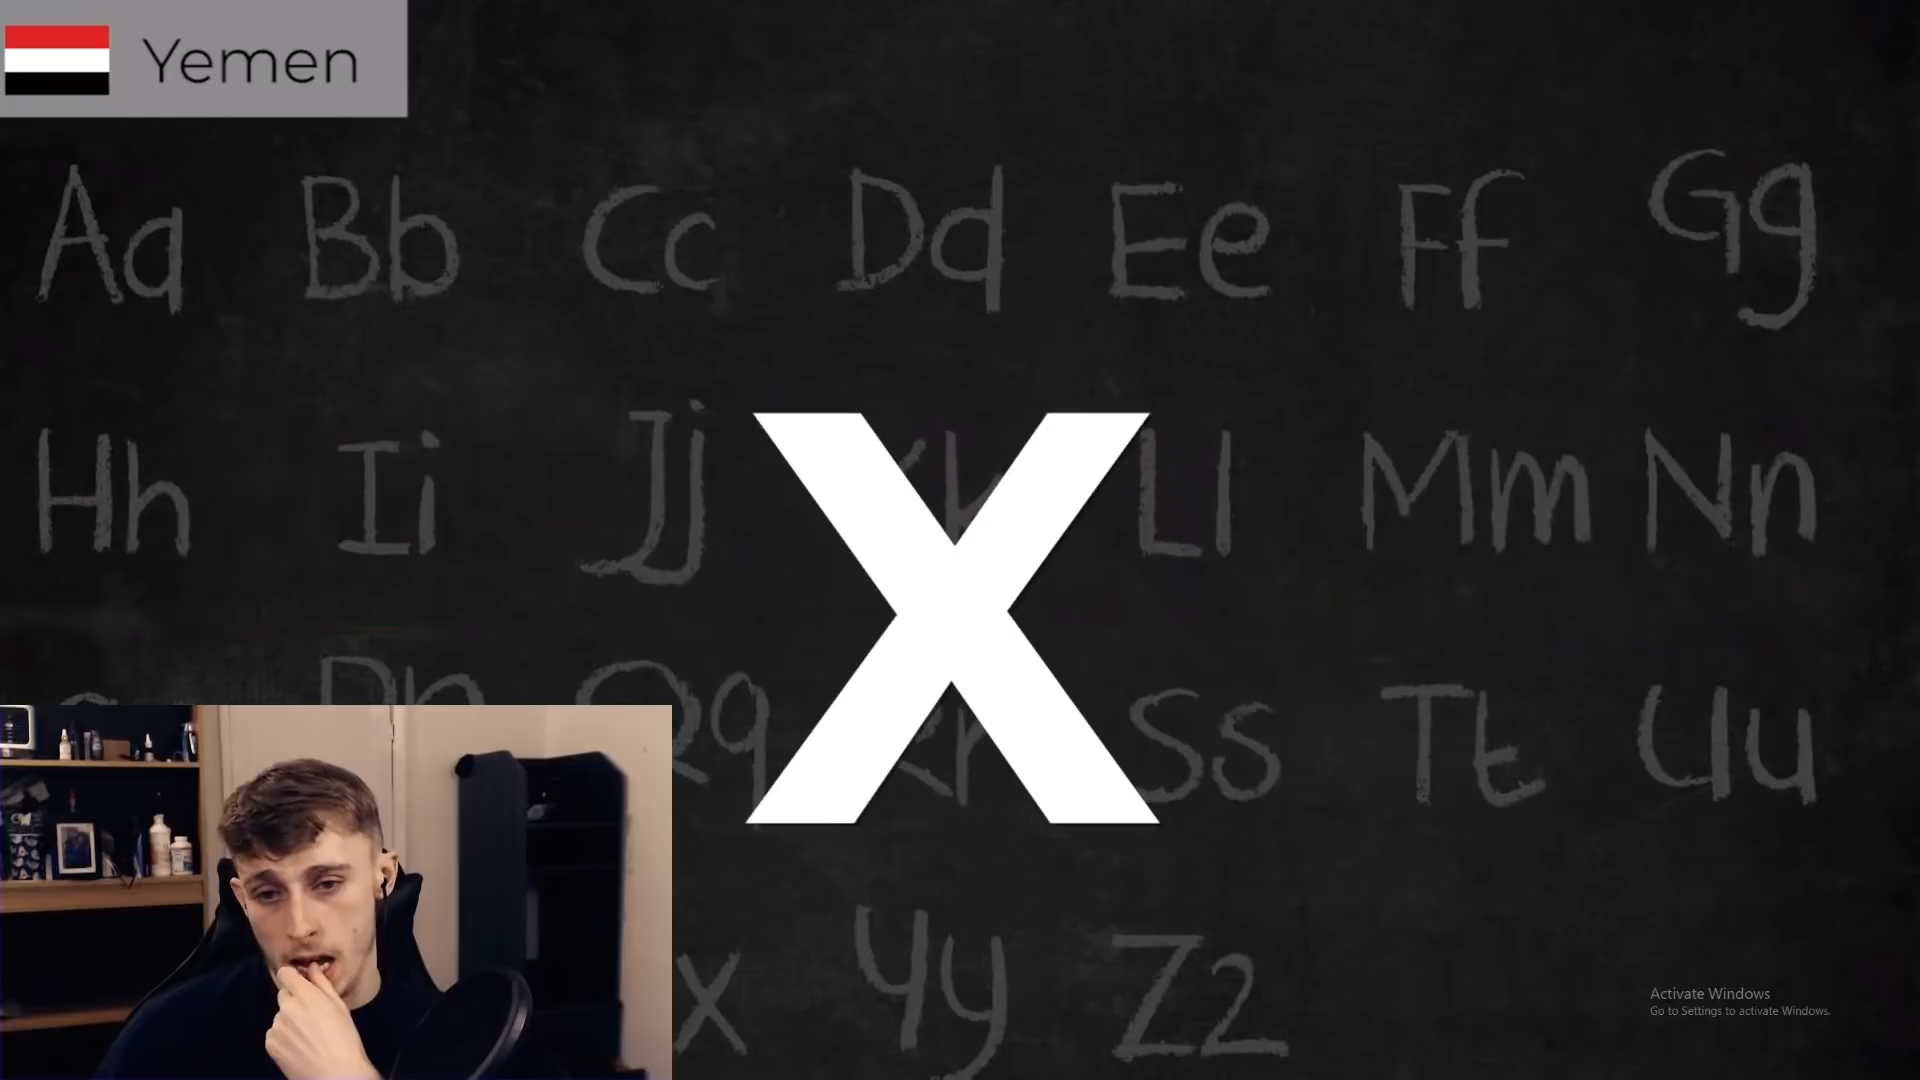 Yemen
Aa Bb Cc Dd Ee Ff Gg
Hh Ii Jj Ll Mm Nn
X
Qq Ss Tt Uu
x Yy Zz
Activate Windows
Go to Settings to activate Windows.